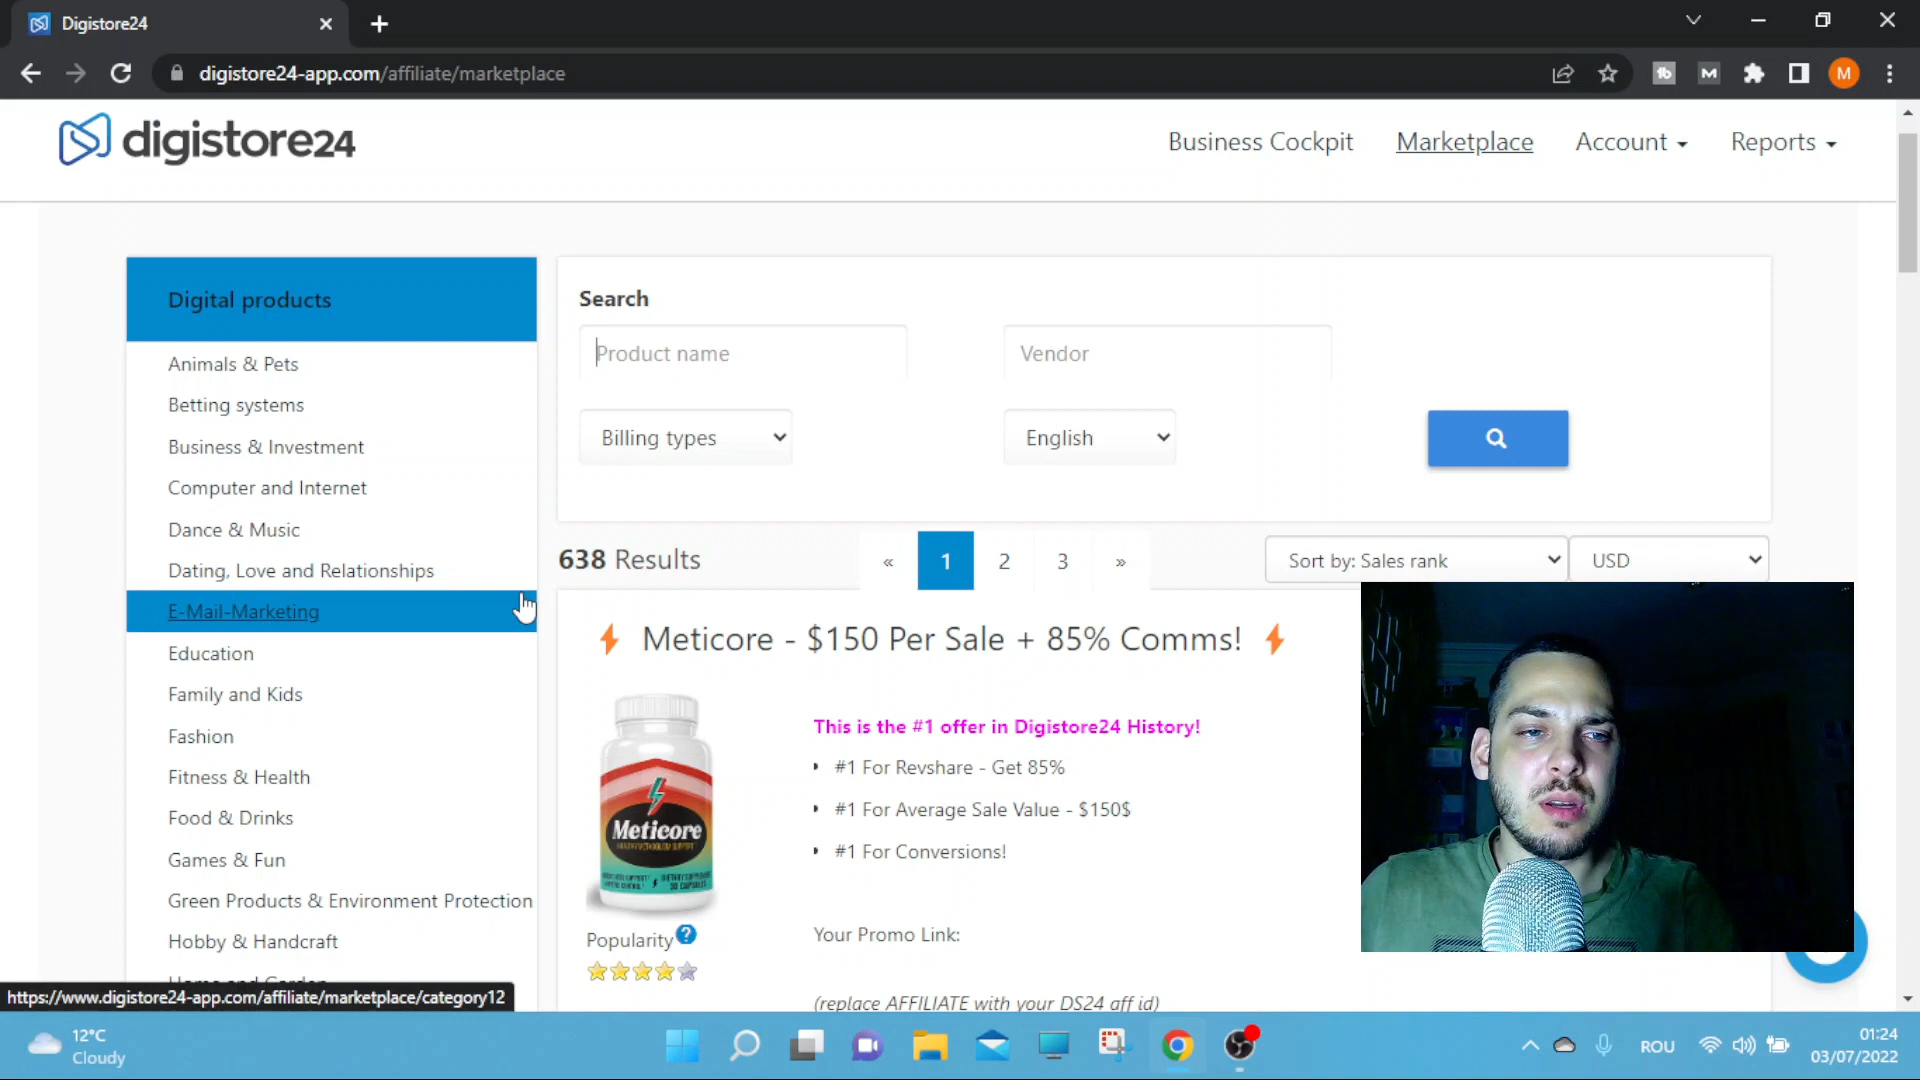 Digistore24
digistore24-app.com/affiliate/marketplace
M
digistore24
Business Cockpit
Marketplace
Account
Reports
Digital products
Animals & Pets
Betting systems
Business & Investment
Computer and Internet
Dance & Music
Dating, Love and Relationships
E-Mail-Marketing
Education
Family and Kids
Fashion
Fitness & Health
Food & Drinks
Games & Fun
Green Products & Environment Protection
Hobby & Handcraft
Search
Product name
Vendor
Billing types
English
638 Results
« 1 2 3 »
Sort by: Sales rank
USD
Meticore - $150 Per Sale + 85% Comms!
This is the #1 offer in Digistore24 History!
#1 For Revshare - Get 85%
#1 For Average Sale Value - $150$
#1 For Conversions!
Meticore
Popularity ?
Your Promo Link:
(replace AFFILIATE with your DS24 aff id)
https://www.digistore24-app.com/affiliate/marketplace/category12
12°C
Cloudy
ROU
01:24
03/07/2022